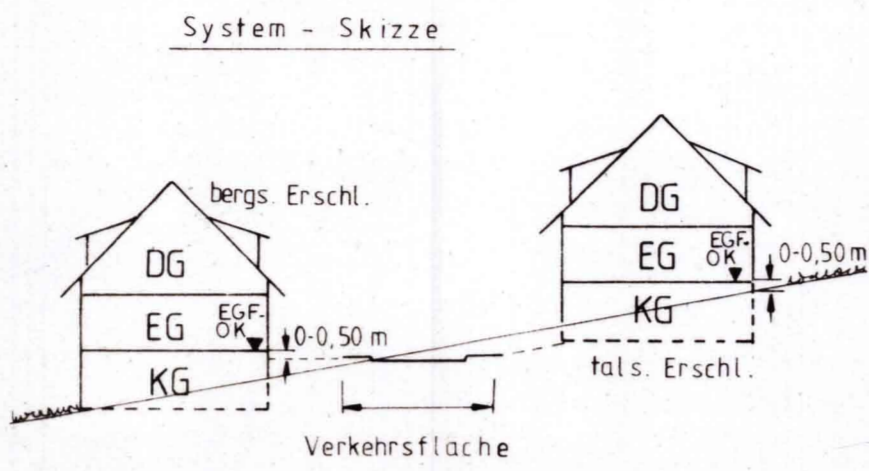 System - Skizze
bergs. Erschl.
DG
EG
EGF-
OK
0-0,50 m
KG
DG
EG
EGF-
OK
0-0,50 m
KG
tals. Erschl.
Verkehrsfläche